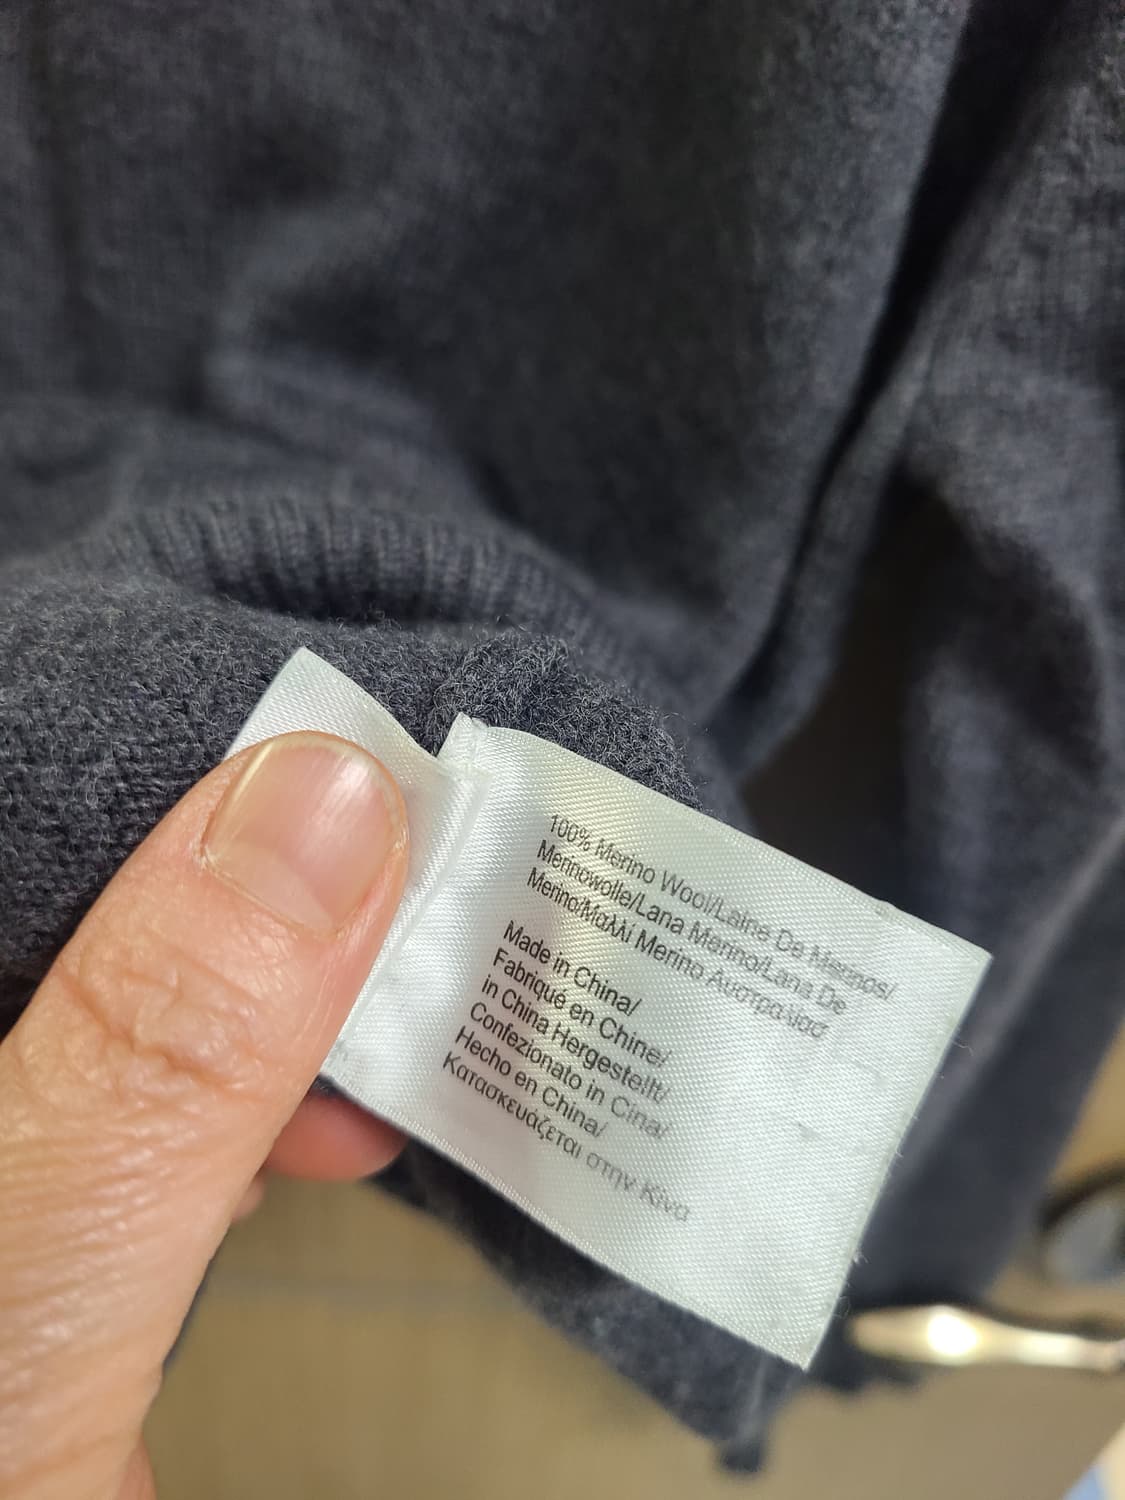 100% Merino Wool/Laine De Merinos/
Merinowolle/Lana Merino/Lana De
Merino/Μαλλί Merino Αυστραλίασ
Made in China/
Fabriqué en Chine/
in China Hergestellt/
Confezionato in Cina/
Hecho en China/
Κατασκευάζεται στην Κίνα